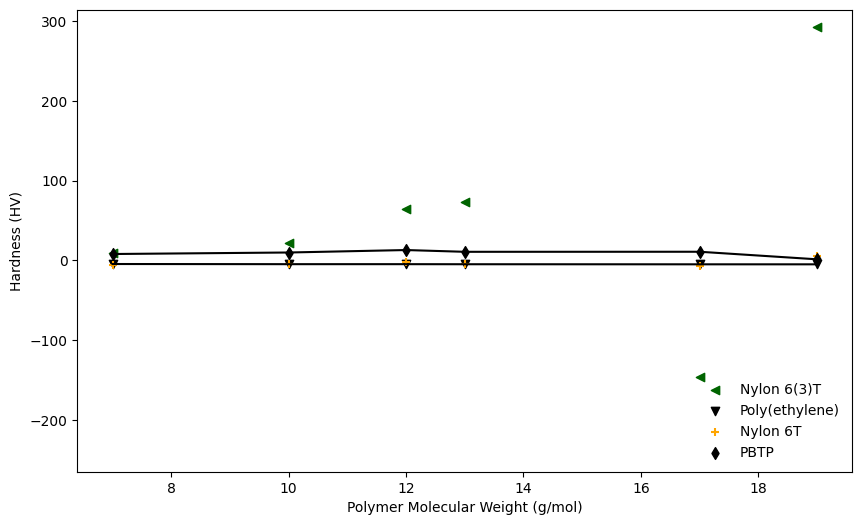 300
200
100
0
−100
−200
Hardness (HV)
8
10
12
14
16
18
Polymer Molecular Weight (g/mol)
Nylon 6(3)T
Poly(ethylene)
Nylon 6T
PBTP